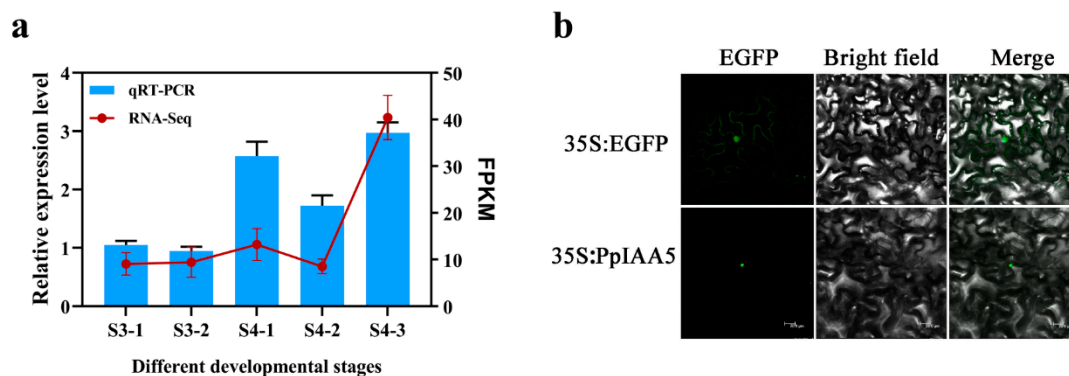 a
b
EGFP Bright field Merge
4
3
2
1
0
Relative expression level
qRT-PCR
RNA-Seq
50
40
30
20
10
0
FPKM
S3-1 S3-2 S4-1 S4-2 S4-3
Different developmental stages
35S:EGFP
35S:PpIAA5